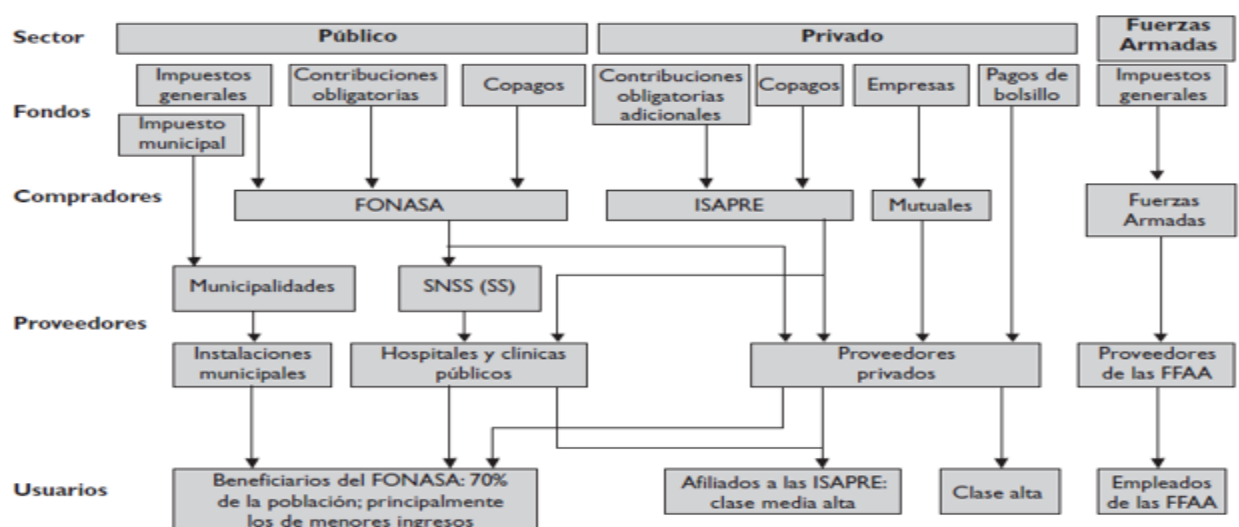 Sector
Público
Privado
Fuerzas
Armadas
Fondos
Impuestos
generales
Contribuciones
obligatorias
Copagos
Contribuciones
obligatorias
adicionales
Copagos
Empresas
Pagos de
bolsillo
Impuestos
generales
Impuesto
municipal
Compradores
FONASA
ISAPRE
Mutuales
Fuerzas
Armadas
Municipalidades
SNSS (SS)
Proveedores
Instalaciones
municipales
Hospitales y clínicas
públicos
Proveedores
privados
Proveedores
de las FFAA
Usuarios
Beneficiarios del FONASA: 70%
de la población; principalmente
los de menores ingresos
Afiliados a las ISAPRE:
clase media alta
Clase alta
Empleados
de las FFAA